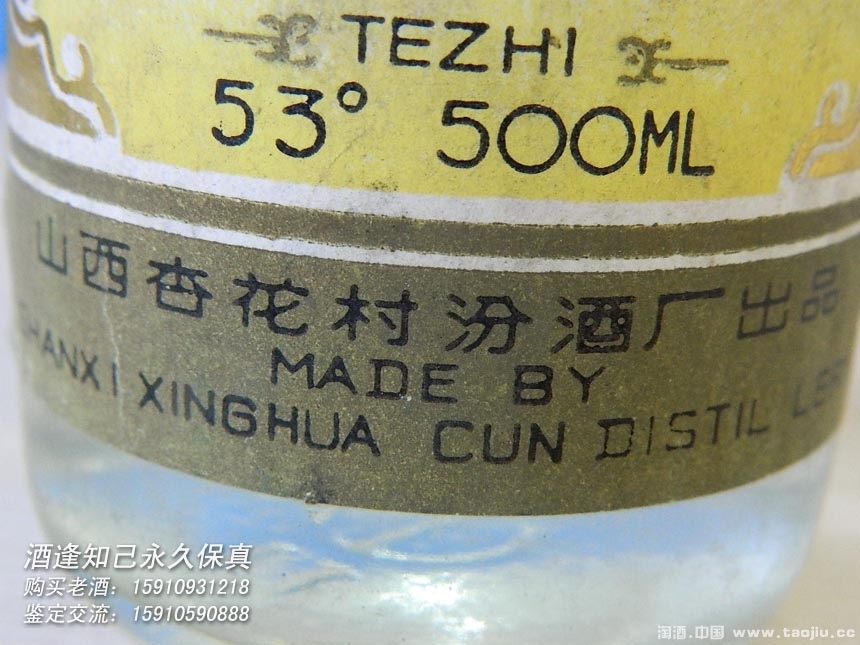 TEZHI
53° 500ML
山西杏花村汾酒厂出品
MADE BY
SHANXI XINGHUA CUN DISTIL LER
酒逢知己永久保真
购买老酒：15910931218
鉴定交流：15910590888
淘酒.中国 www.taojiu.cc